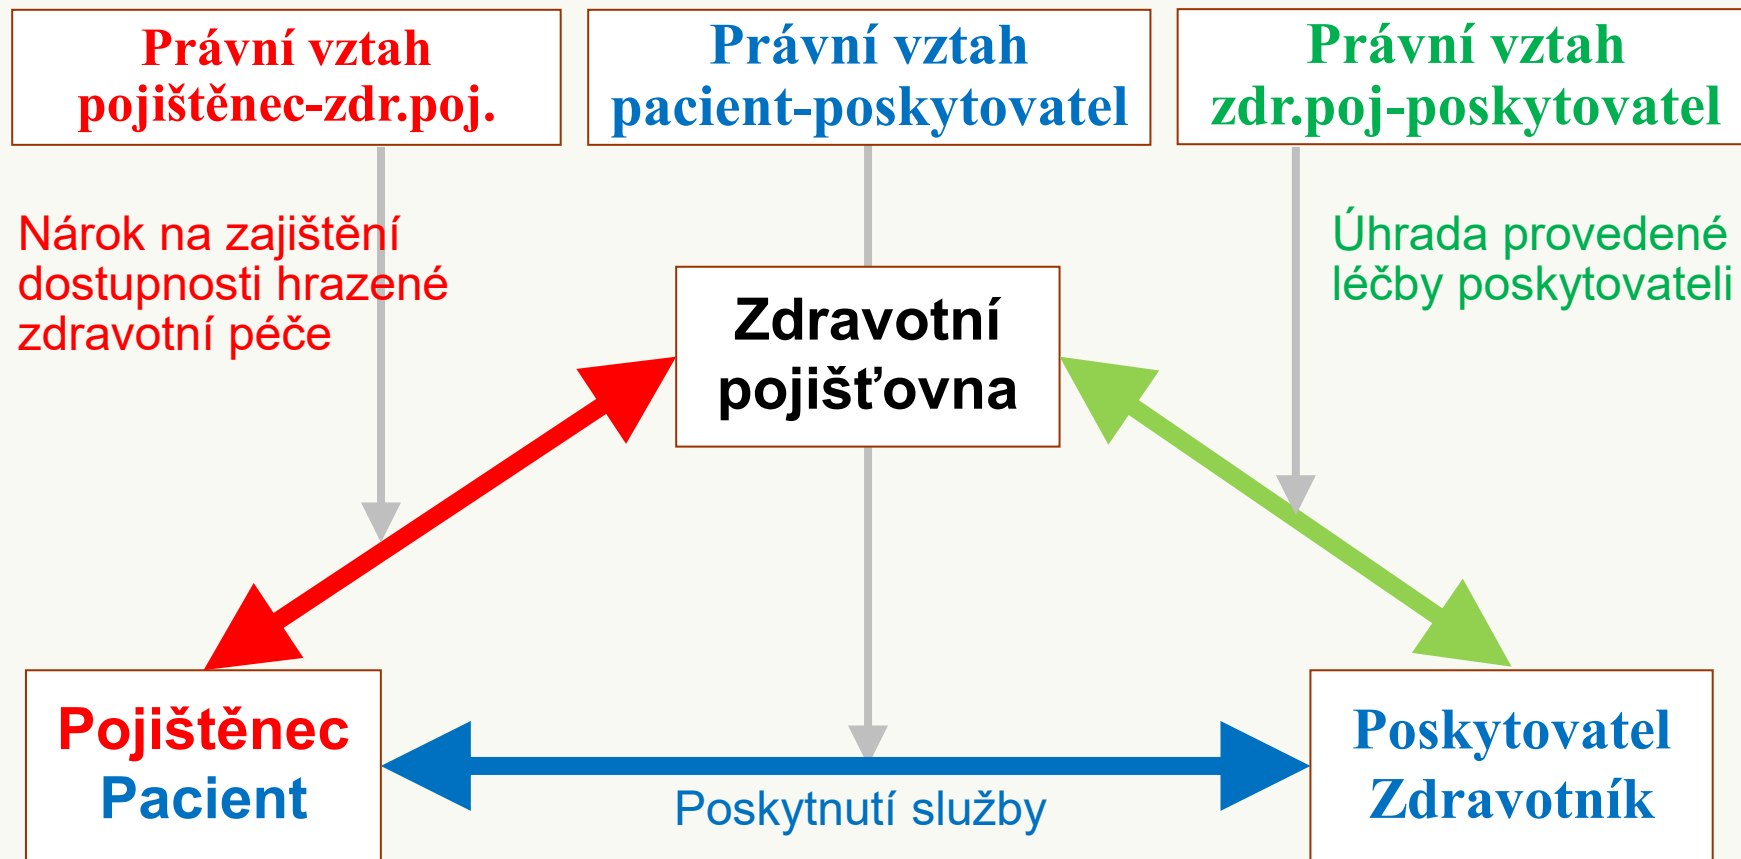 Právní vztah
pojištěnec-zdr.poj.
Právní vztah
pacient-poskytovatel
Právní vztah
zdr.poj-poskytovatel
Nárok na zajištění
dostupnosti hrazené
zdravotní péče
Úhrada provedené
léčby poskytovateli
Zdravotní
pojišťovna
Pojištěnec
Pacient
Poskytnutí služby
Poskytovatel
Zdravotník